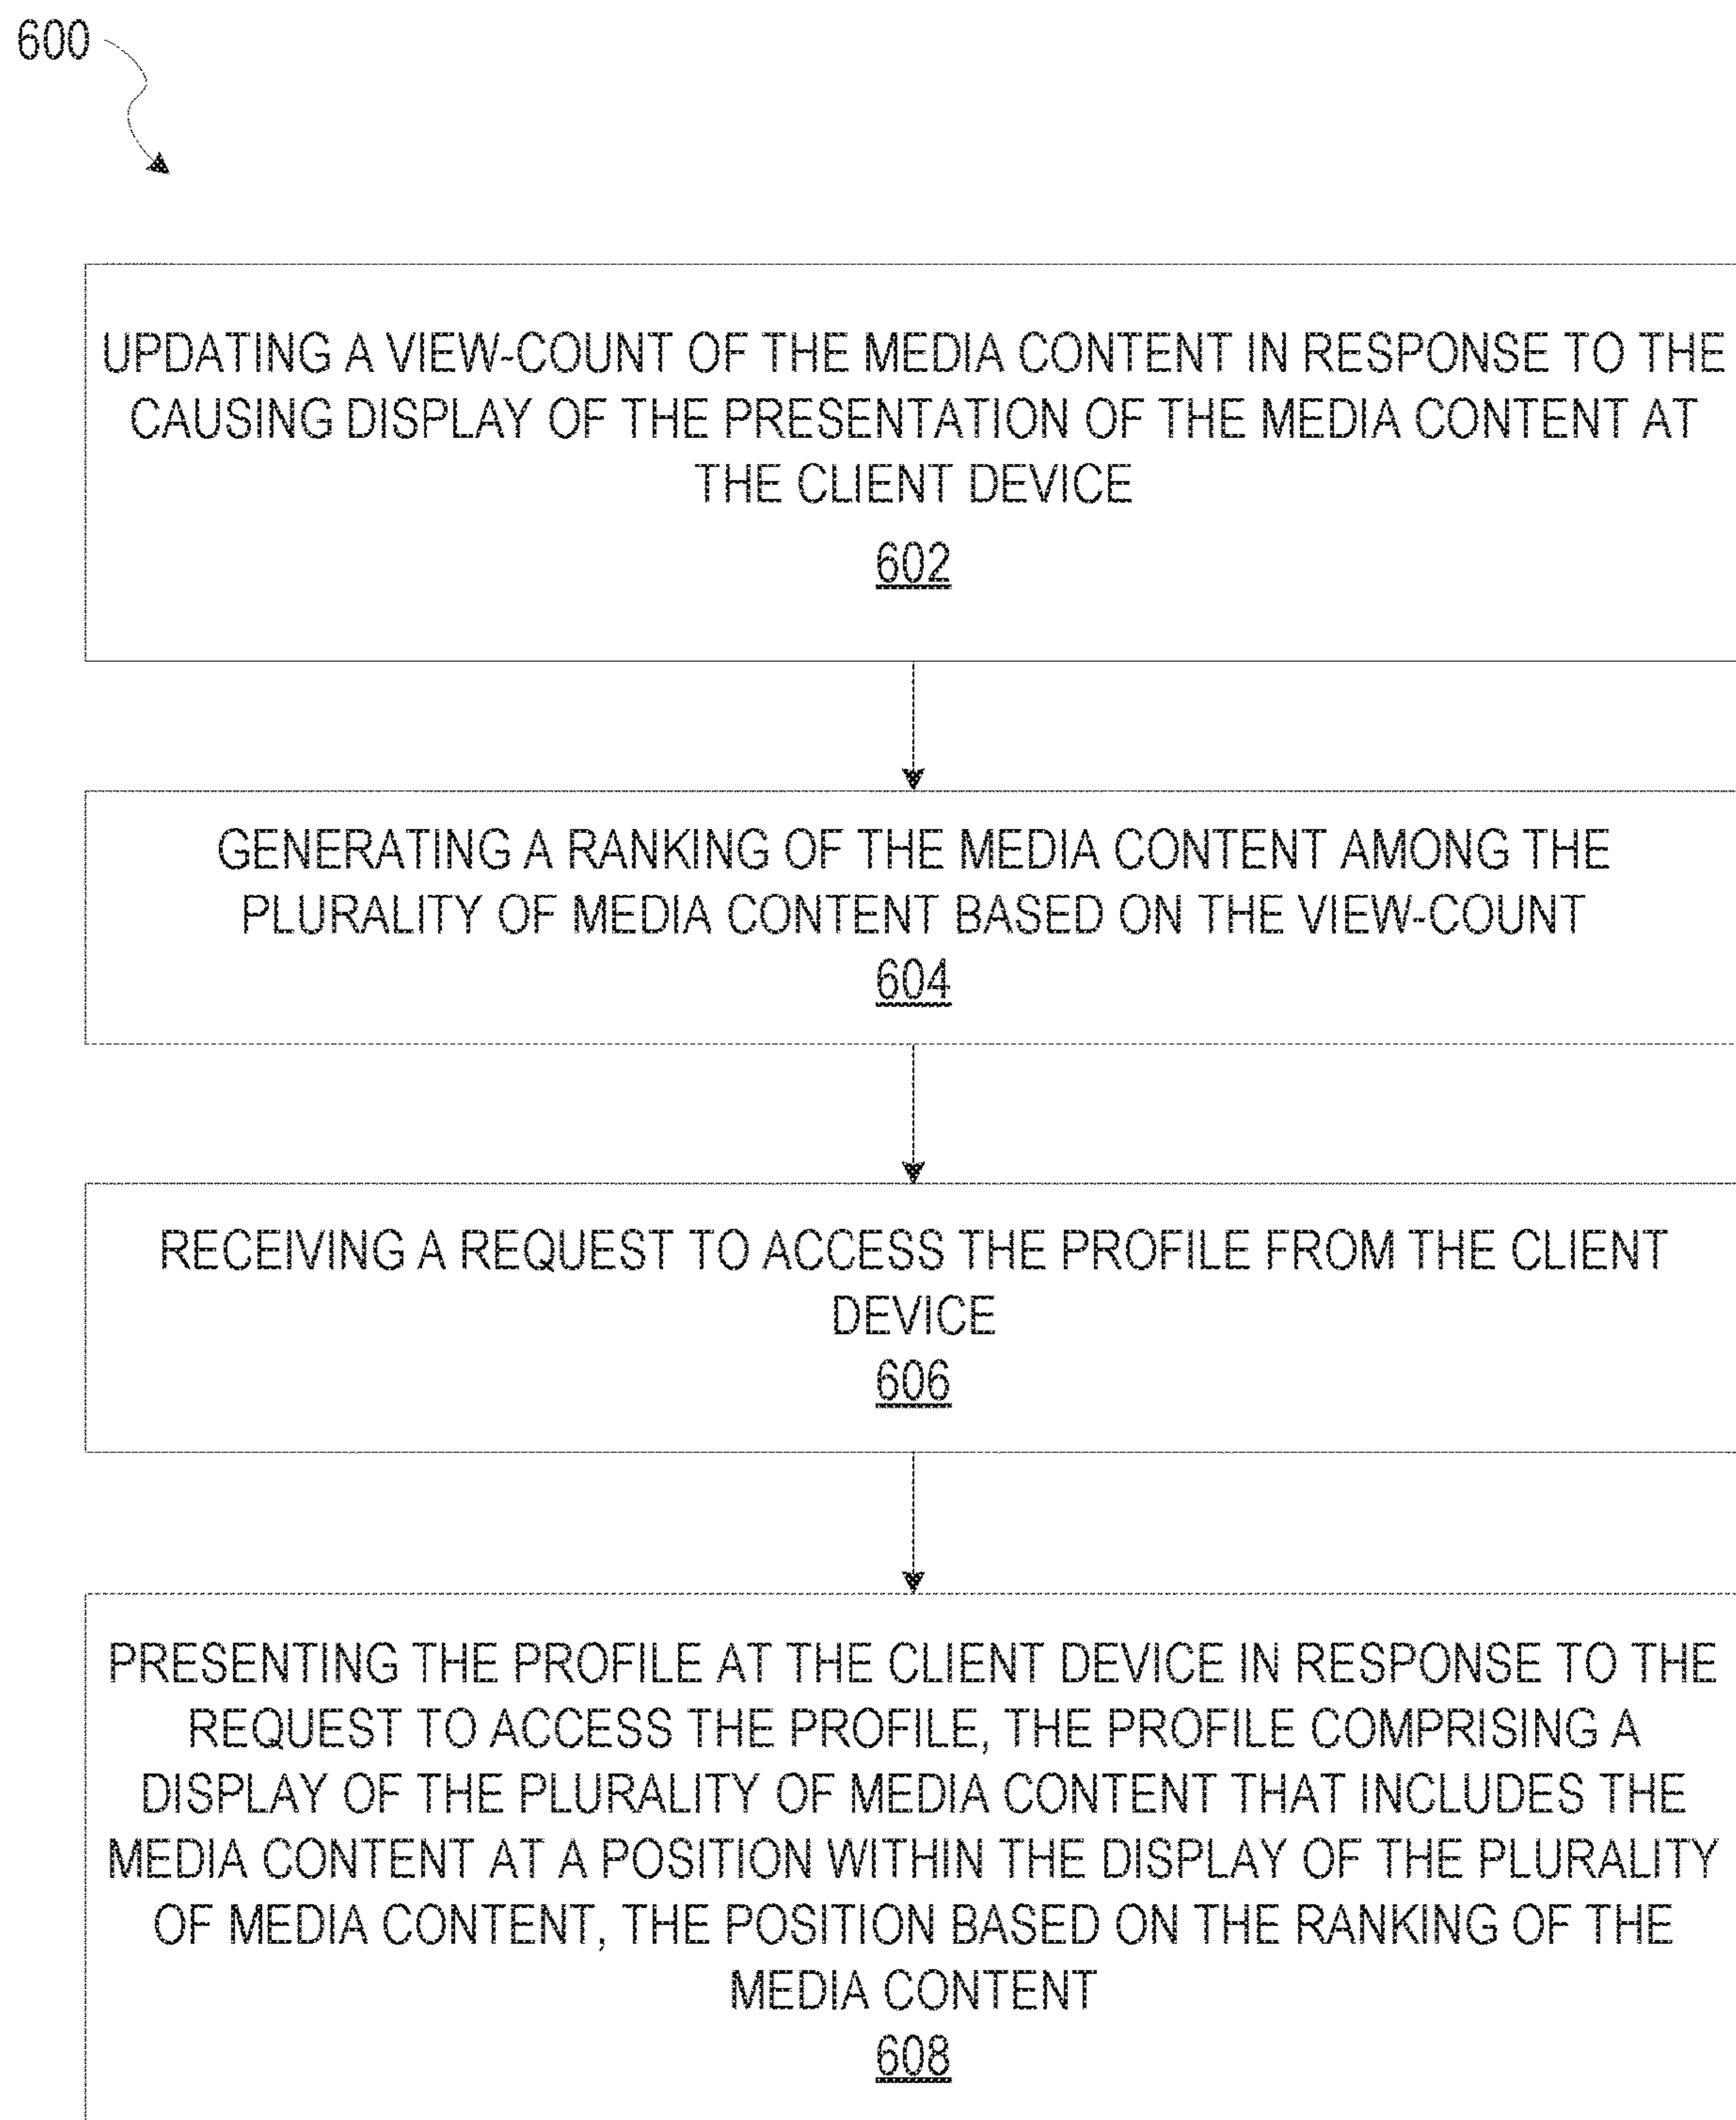 600
UPDATING A VIEW-COUNT OF THE MEDIA CONTENT IN RESPONSE TO THE
CAUSING DISPLAY OF THE PRESENTATION OF THE MEDIA CONTENT AT
THE CLIENT DEVICE
602
GENERATING A RANKING OF THE MEDIA CONTENT AMONG THE
PLURALITY OF MEDIA CONTENT BASED ON THE VIEW-COUNT
604
RECEIVING A REQUEST TO ACCESS THE PROFILE FROM THE CLIENT
DEVICE
606
PRESENTING THE PROFILE AT THE CLIENT DEVICE IN RESPONSE TO THE
REQUEST TO ACCESS THE PROFILE, THE PROFILE COMPRISING A
DISPLAY OF THE PLURALITY OF MEDIA CONTENT THAT INCLUDES THE
MEDIA CONTENT AT A POSITION WITHIN THE DISPLAY OF THE PLURALITY
OF MEDIA CONTENT, THE POSITION BASED ON THE RANKING OF THE
MEDIA CONTENT
608